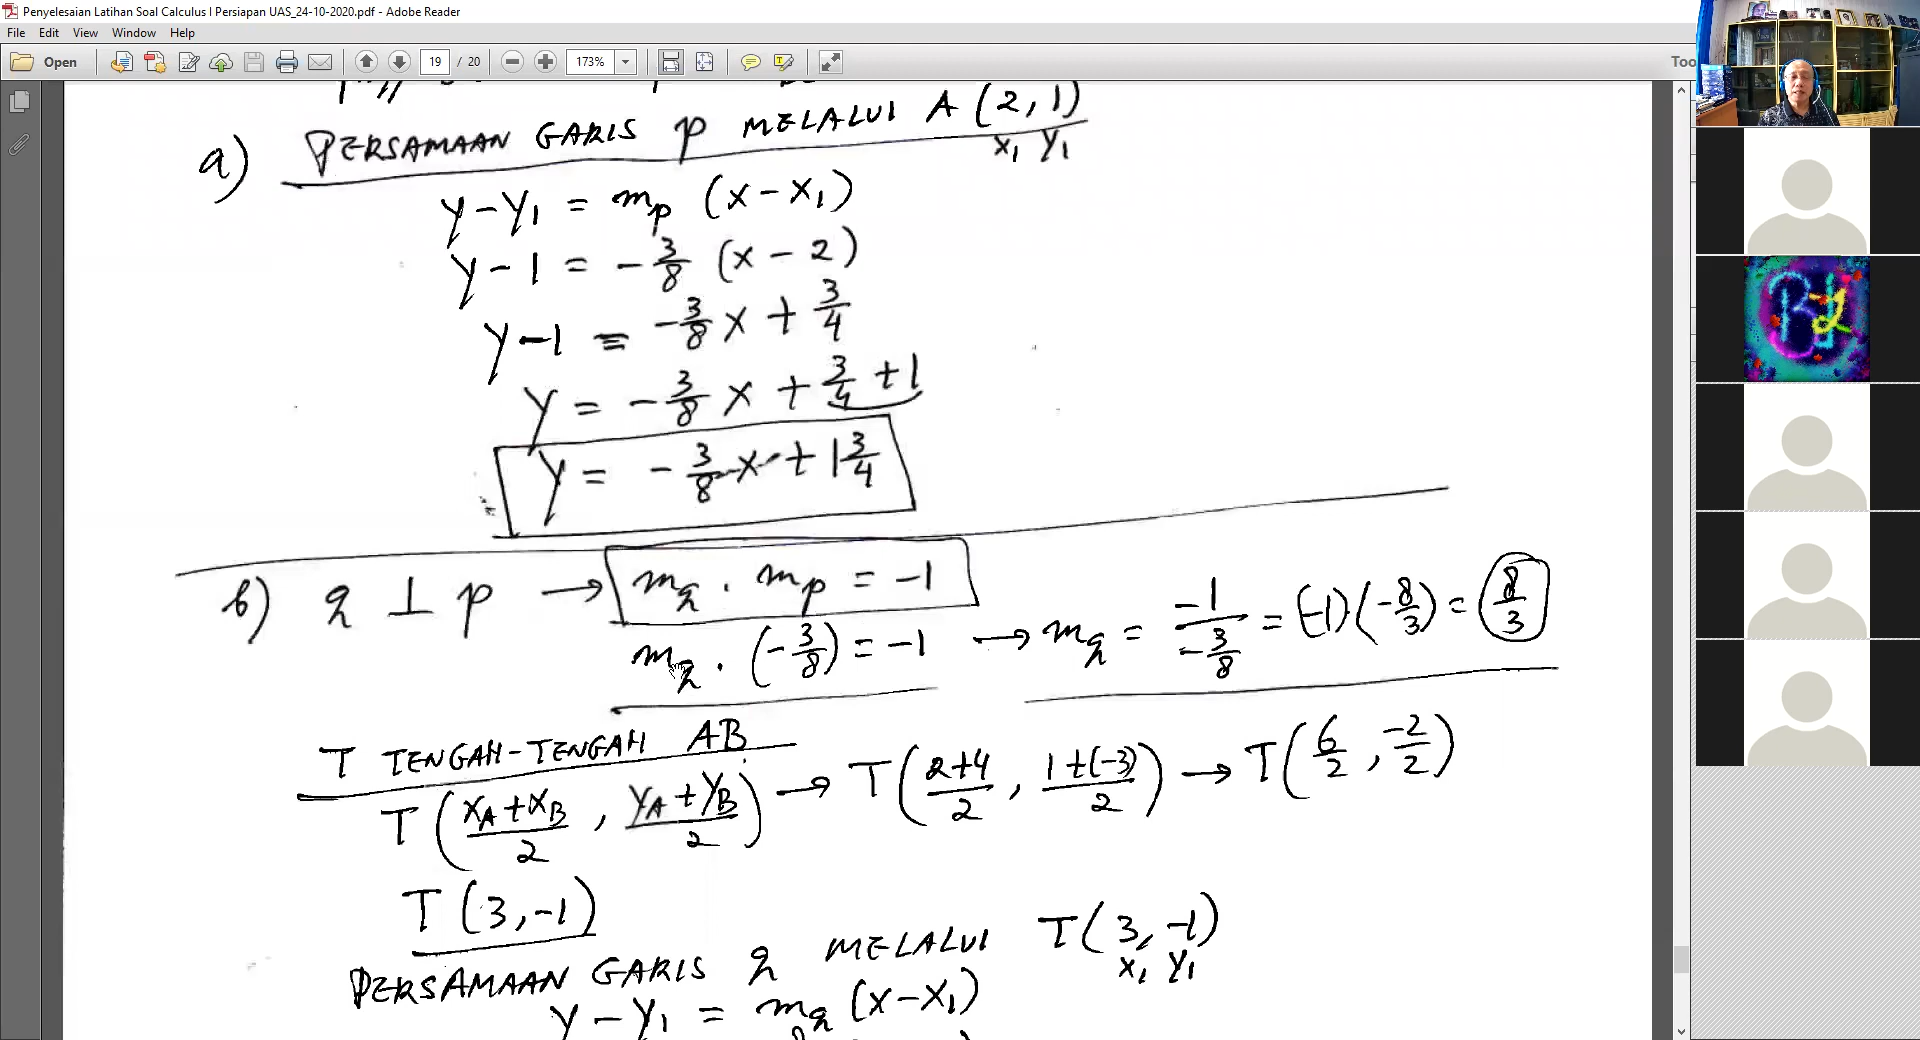 Penyelesaian Latihan Soal Calculus I Persiapan UAS_24-10-2020.pdf - Adobe Reader
File Edit View Window Help
Open 19 / 20 173% Too
a) PERSAMAAN GARIS p MELALUI A (2, 1)
x₁ y₁
y - y₁ = mp (x - x₁)
y - 1 = -3/8 (x - 2)
y - 1 = -3/8 x + 3/4
y = -3/8 x + 3/4 + 1
y = -3/8 x + 1 3/4
b) q ⊥ p → mq . mp = -1
mq . (-3/8) = -1 → mq = -1/(-3/8) = (-1)(-8/3) = 8/3
T TENGAH-TENGAH AB
T((xA + xB)/2, (yA + yB)/2) → T((2+4)/2, (1+(-3))/2) → T(6/2, -2/2)
T (3, -1)
PERSAMAAN GARIS q MELALUI T(3, -1)
x₁ y₁
y - y₁ = mq (x - x₁)